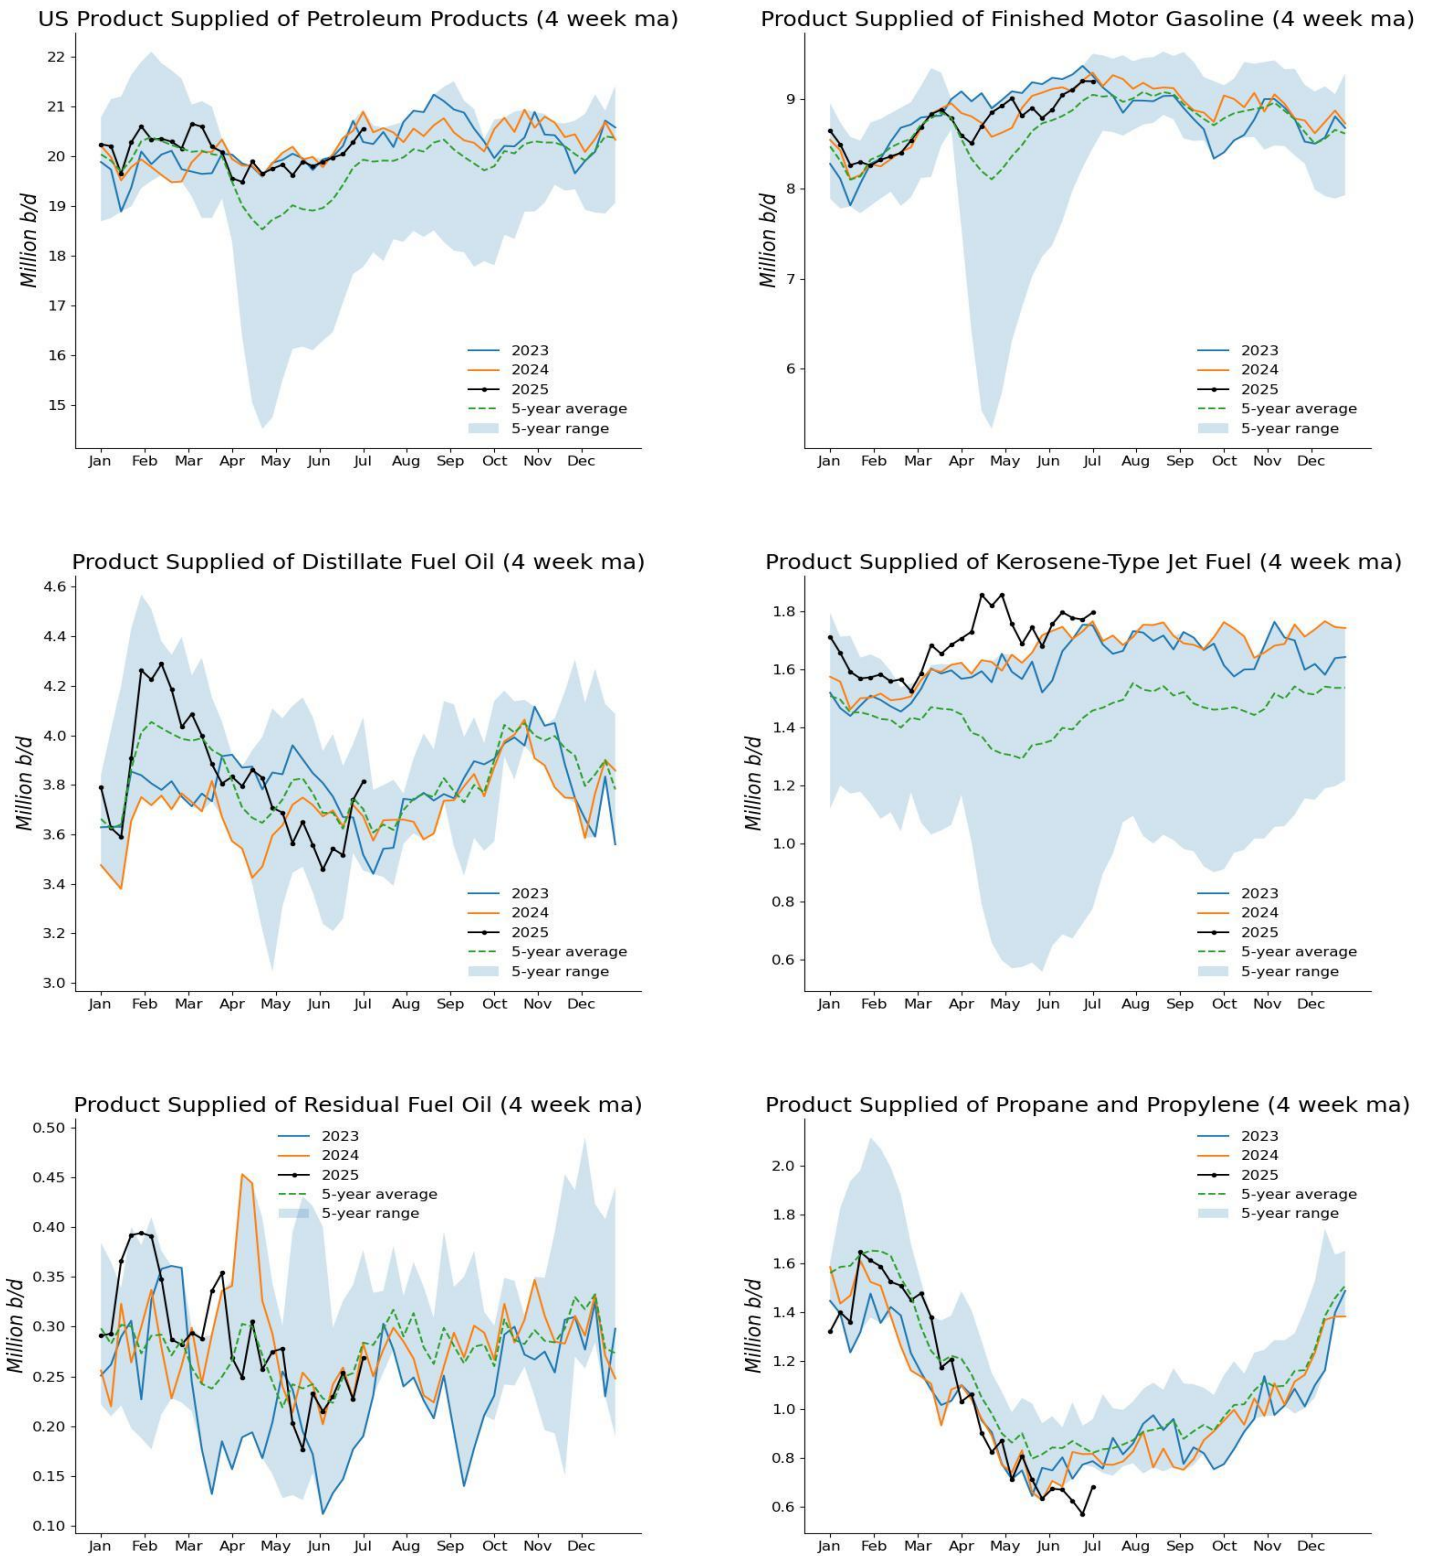 US Product Supplied of Petroleum Products (4 week ma)
Million b/d
22
21
20
19
18
17
16
15
2023
2024
2025
5-year average
5-year range
Jan Feb Mar Apr May Jun Jul Aug Sep Oct Nov Dec
Product Supplied of Finished Motor Gasoline (4 week ma)
Million b/d
9
8
7
6
2023
2024
2025
5-year average
5-year range
Jan Feb Mar Apr May Jun Jul Aug Sep Oct Nov Dec
Product Supplied of Distillate Fuel Oil (4 week ma)
Million b/d
4.6
4.4
4.2
4.0
3.8
3.6
3.4
3.2
3.0
2023
2024
2025
5-year average
5-year range
Jan Feb Mar Apr May Jun Jul Aug Sep Oct Nov Dec
Product Supplied of Kerosene-Type Jet Fuel (4 week ma)
Million b/d
1.8
1.6
1.4
1.2
1.0
0.8
0.6
2023
2024
2025
5-year average
5-year range
Jan Feb Mar Apr May Jun Jul Aug Sep Oct Nov Dec
Product Supplied of Residual Fuel Oil (4 week ma)
Million b/d
0.50
0.45
0.40
0.35
0.30
0.25
0.20
0.15
0.10
2023
2024
2025
5-year average
5-year range
Jan Feb Mar Apr May Jun Jul Aug Sep Oct Nov Dec
Product Supplied of Propane and Propylene (4 week ma)
Million b/d
2.0
1.8
1.6
1.4
1.2
1.0
0.8
0.6
2023
2024
2025
5-year average
5-year range
Jan Feb Mar Apr May Jun Jul Aug Sep Oct Nov Dec